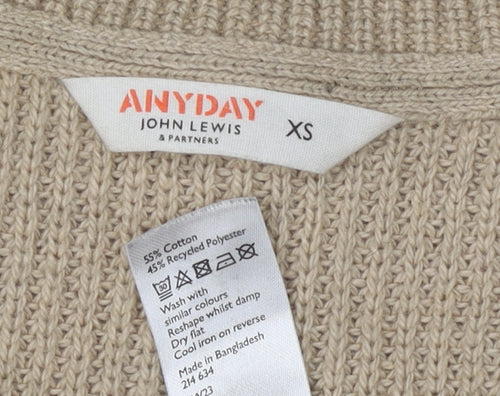 ANYDAY
JOHN LEWIS
& PARTNERS
XS
55% Cotton
45% Recycled Polyester
30
Wash with
similar colours
Reshape whilst damp
Dry flat
Cool iron on reverse
Made in Bangladesh
214 634
/23